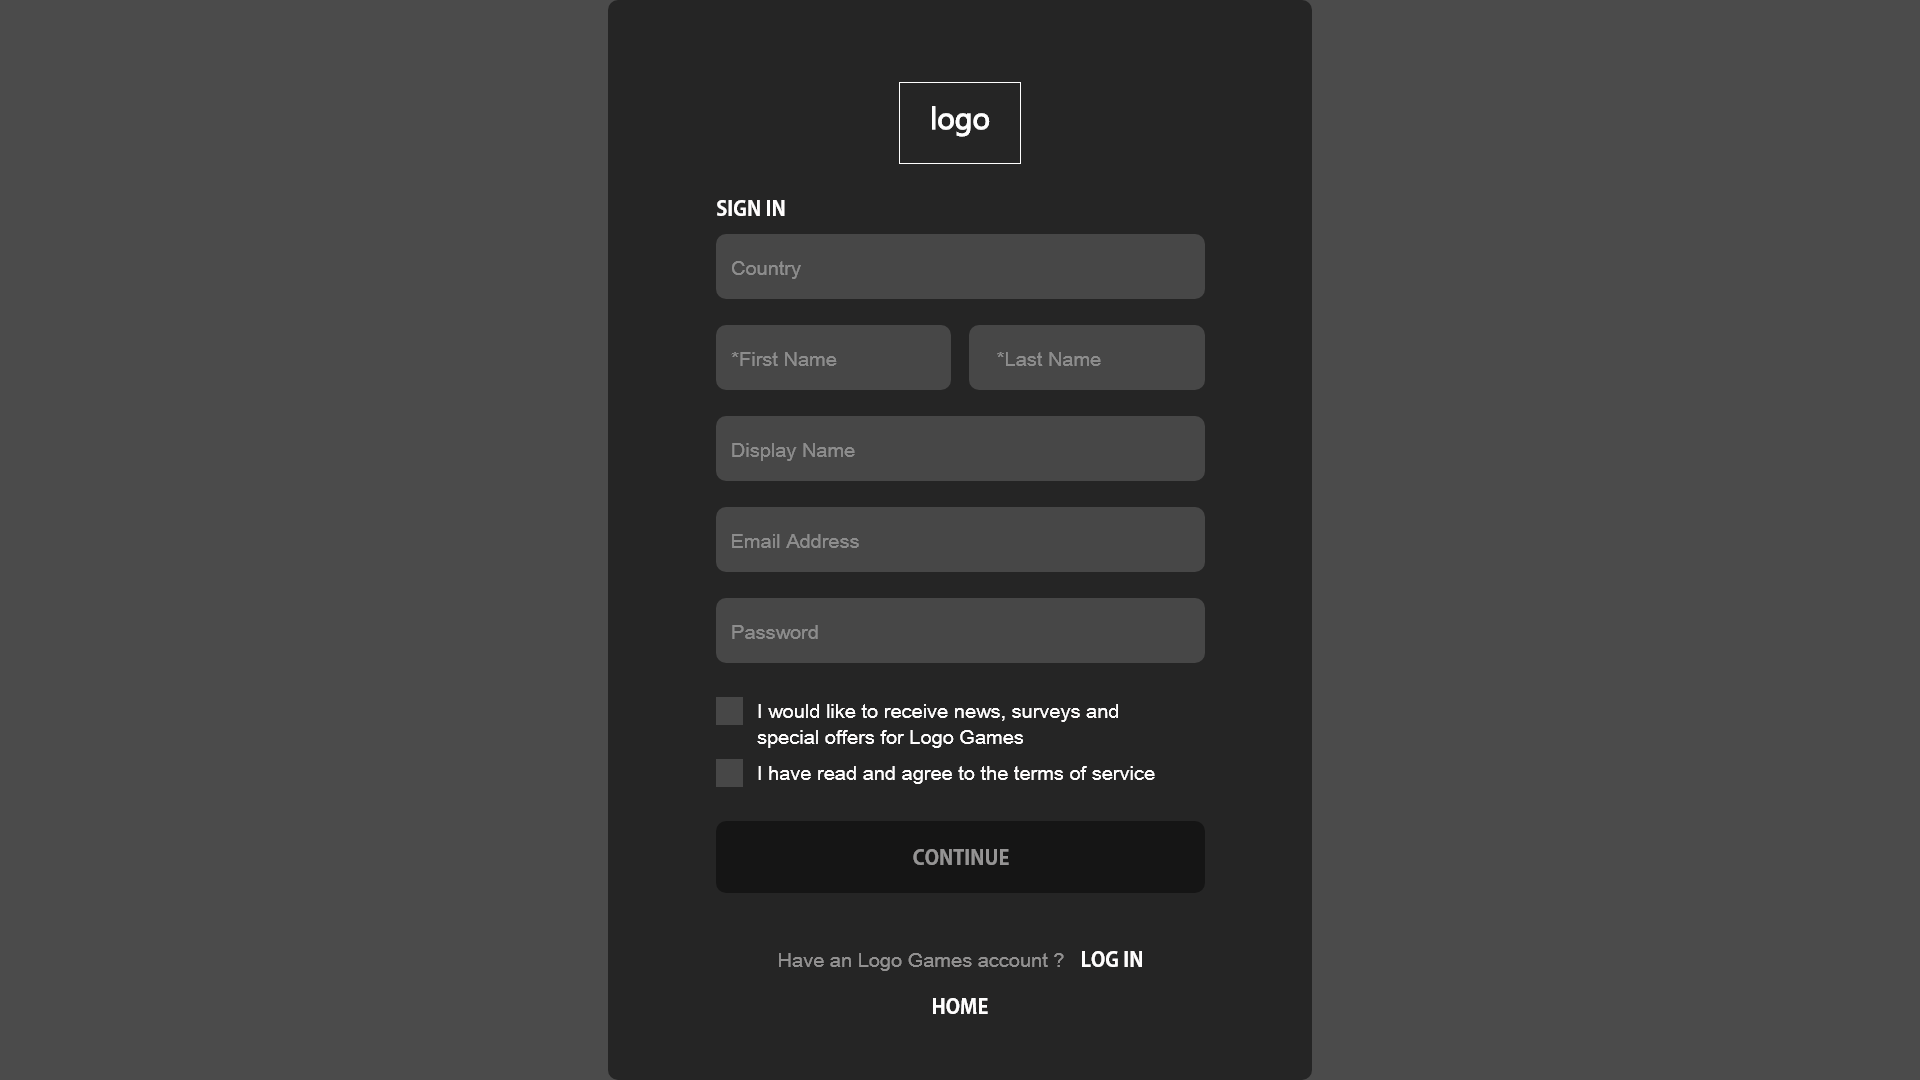 logo
SIGN IN
Country
*First Name
*Last Name
Display Name
Email Address
Password
I would like to receive news, surveys and
special offers for Logo Games
I have read and agree to the terms of service
CONTINUE
Have an Logo Games account ? LOG IN
HOME